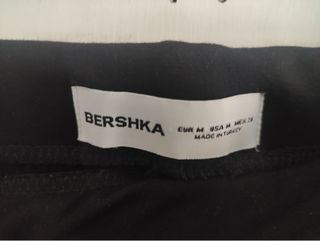 BERSHKA
EUR M USA M MEX 28
MADE IN TURKEY